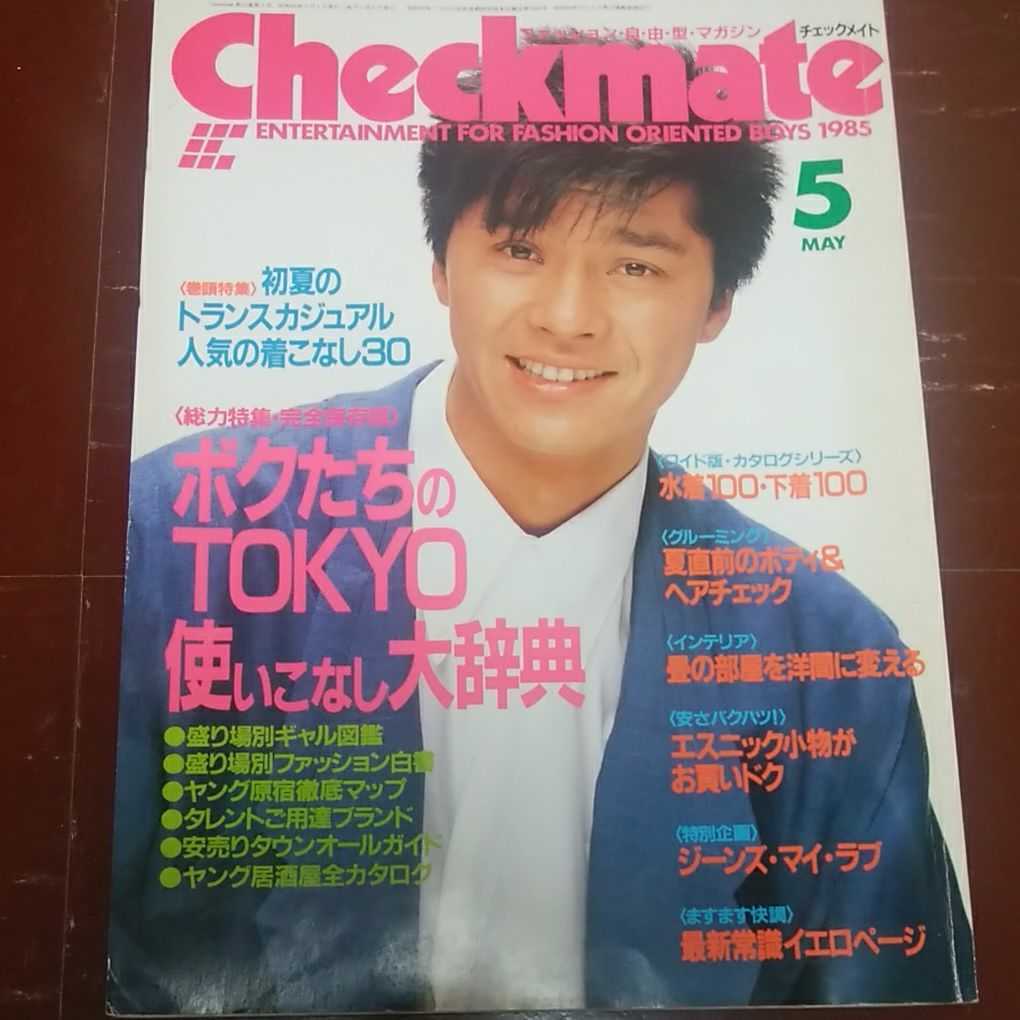 ファッション・自・由・型・マガジン
チェックメイト
Checkmate
ENTERTAINMENT FOR FASHION ORIENTED BOYS 1985
5
MAY
〈巻頭特集〉初夏の
トランスカジュアル
人気の着こなし30
〈総力特集・完全保存版〉
ボクたちの
TOKYO
使いこなし大辞典
●盛り場別ギャル図鑑
●盛り場別ファッション白書
●ヤング原宿徹底マップ
●タレントご用達ブランド
●安売りタウンオールガイド
●ヤング居酒屋全カタログ
〈ワイド版・カタログシリーズ〉
水着100・下着100
〈グルーミング〉
夏直前のボディ&
ヘアチェック
〈インテリア〉
畳の部屋を洋間に変える
〈安さバクハツ!〉
エスニック小物が
お買いドク
〈特別企画〉
ジーンズ・マイ・ラブ
〈ますます快調〉
最新常識イエロページ